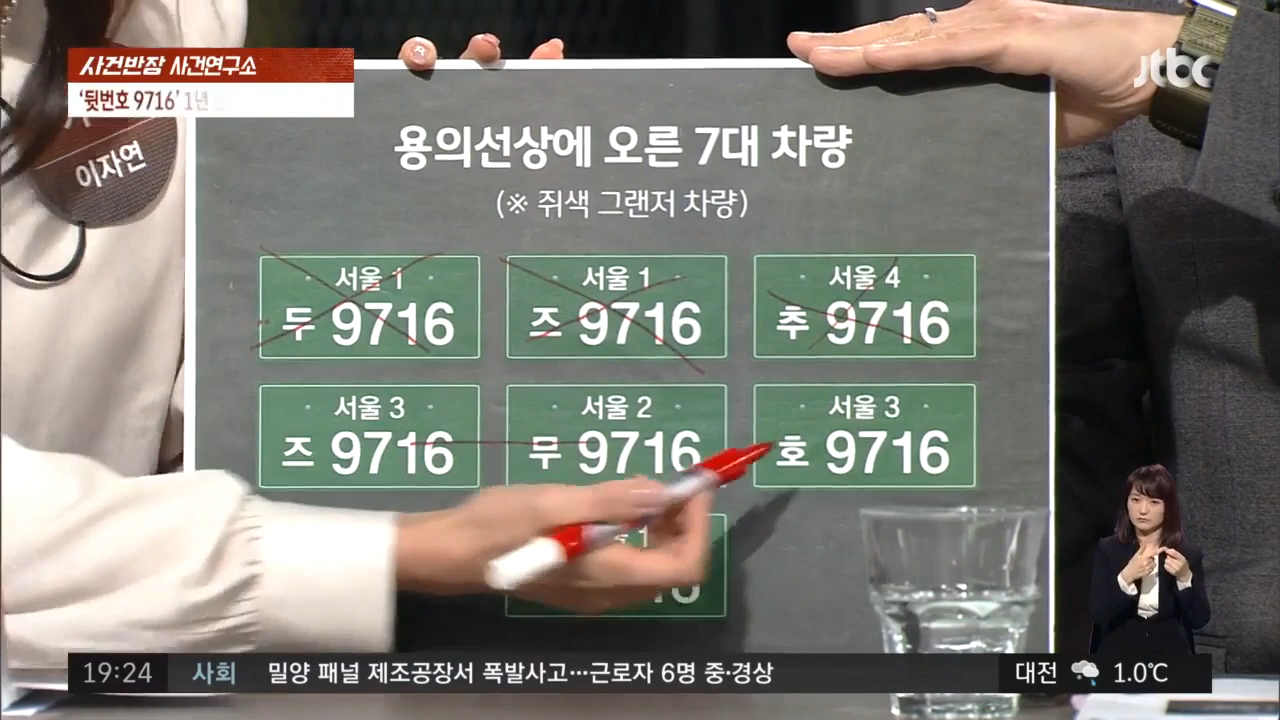 사건반장 사건연구소
'뒷번호 9716' 1년
jtbc
이자연
용의선상에 오른 7대 차량
(※ 쥐색 그랜저 차량)
서울 1
두 9716
서울 1
즈 9716
서울 4
추 9716
서울 3
즈 9716
서울 2
무 9716
서울 3
호 9716
1
19:24 사회 밀양 패널 제조공장서 폭발사고…근로자 6명 중·경상 대전 1.0℃